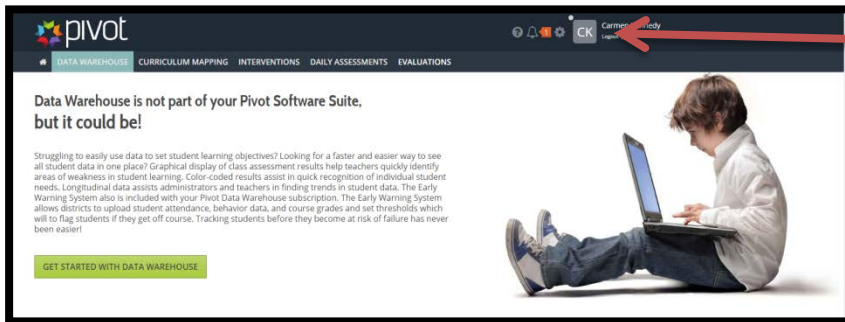 pivot
1
CK
Carmen
Logout
DATA WAREHOUSE CURRICULUM MAPPING INTERVENTIONS DAILY ASSESSMENTS EVALUATIONS
Data Warehouse is not part of your Pivot Software Suite,
but it could be!
Struggling to easily use data to set student learning objectives? Looking for a faster and easier way to see
all student data in one place? Graphical display of class assessment results help teachers quickly identify
areas of weakness in student learning. Color-coded results assist in quick recognition of individual student
needs. Longitudinal data assists administrators and teachers in finding trends in student data. The Early
Warning System also is included with your Pivot Data Warehouse subscription. The Early Warning System
allows districts to upload student attendance, behavior data, and course grades and set thresholds which
will to flag students if they get off course. Tracking students before they become at risk of failure has never
been easier!
GET STARTED WITH DATA WAREHOUSE